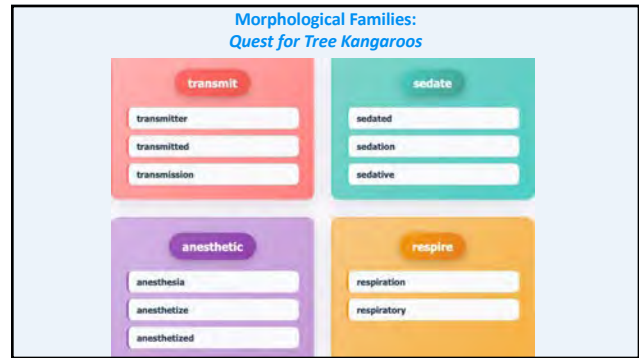 Morphological Families:
Quest for Tree Kangaroos
transmit
transmitter
transmitted
transmission
sedate
sedated
sedation
sedative
anesthetic
anesthesia
anesthetize
anesthetized
respire
respiration
respiratory